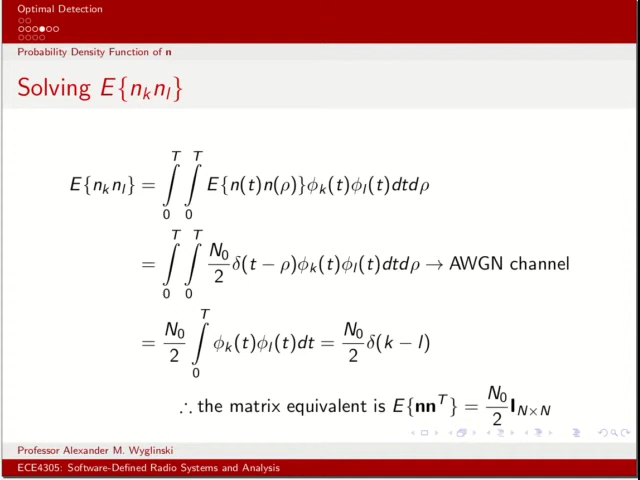 Optimal Detection
Probability Density Function of n
Solving E{n_k n_l}
E{n_k n_l} = ∫_0^T ∫_0^T E{n(t)n(ρ)}ϕ_k(t)ϕ_l(t)dtdρ
= ∫_0^T ∫_0^T N_0/2 δ(t − ρ)ϕ_k(t)ϕ_l(t)dtdρ → AWGN channel
= N_0/2 ∫_0^T ϕ_k(t)ϕ_l(t)dt = N_0/2 δ(k − l)
∴ the matrix equivalent is E{nn^T} = N_0/2 I_{N×N}
Professor Alexander M. Wyglinski
ECE4305: Software-Defined Radio Systems and Analysis